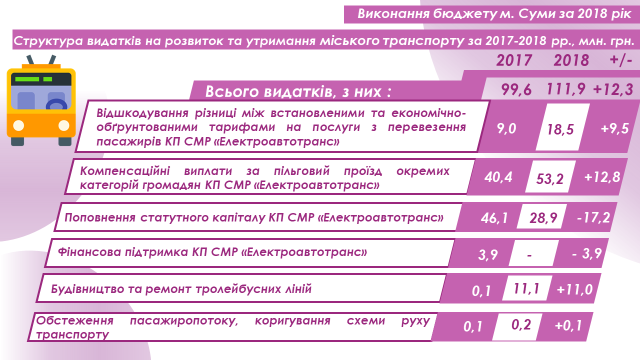 Виконання бюджету м. Суми за 2018 рік
Структура видатків на розвиток та утримання міського транспорту за 2017-2018 рр., млн. грн.
2017 2018 +/-
Всього видатків, з них : 99,6 111,9 +12,3
Відшкодування різниці між встановленими та економічно-
обґрунтованими тарифами на послуги з перевезення
пасажирів КП СМР «Електроавтотранс»
9,0 18,5 +9,5
Компенсаційні виплати за пільговий проїзд окремих
категорій громадян КП СМР «Електроавтотранс»
40,4 53,2 +12,8
Поповнення статутного капіталу КП СМР «Електроавтотранс» 46,1 28,9 -17,2
Фінансова підтримка КП СМР «Електроавтотранс» 3,9 - - 3,9
Будівництво та ремонт тролейбусних ліній 0,1 11,1 +11,0
Обстеження пасажиропотоку, коригування схеми руху
транспорту
0,1 0,2 +0,1